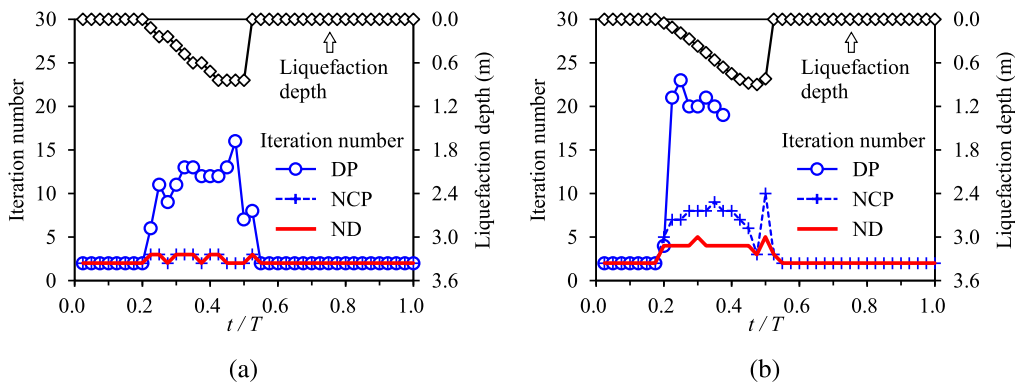 30
25
20
15
10
5
0
Iteration number
0.0
0.6
1.2
1.8
2.4
3.0
3.6
Liquefaction depth (m)
Liquefaction
depth
Iteration number
DP
NCP
ND
0.0 0.2 0.4 0.6 0.8 1.0
t / T
(a)
30
25
20
15
10
5
0
Iteration number
0.0
0.6
1.2
1.8
2.4
3.0
3.6
Liquefaction depth (m)
Liquefaction
depth
Iteration number
DP
NCP
ND
0.0 0.2 0.4 0.6 0.8 1.0
t / T
(b)